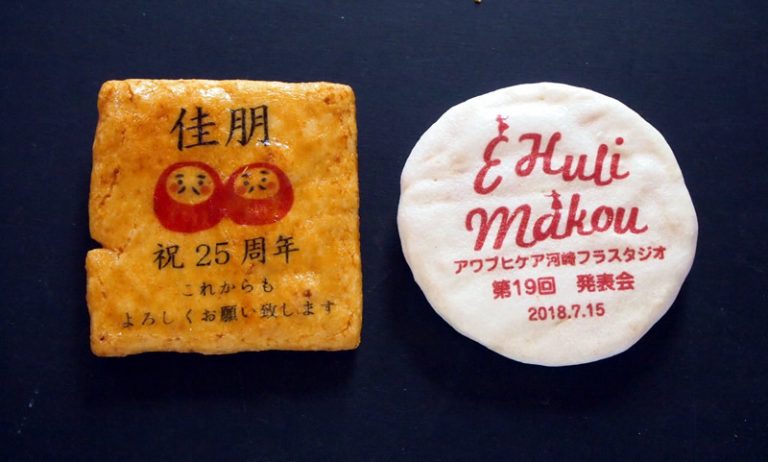 佳朋
祝 25 周年
これからも
よろしくお願い致します
E Huli
Mākou
アワプヒケア河崎フラスタジオ
第19回 発表会
2018.7.15